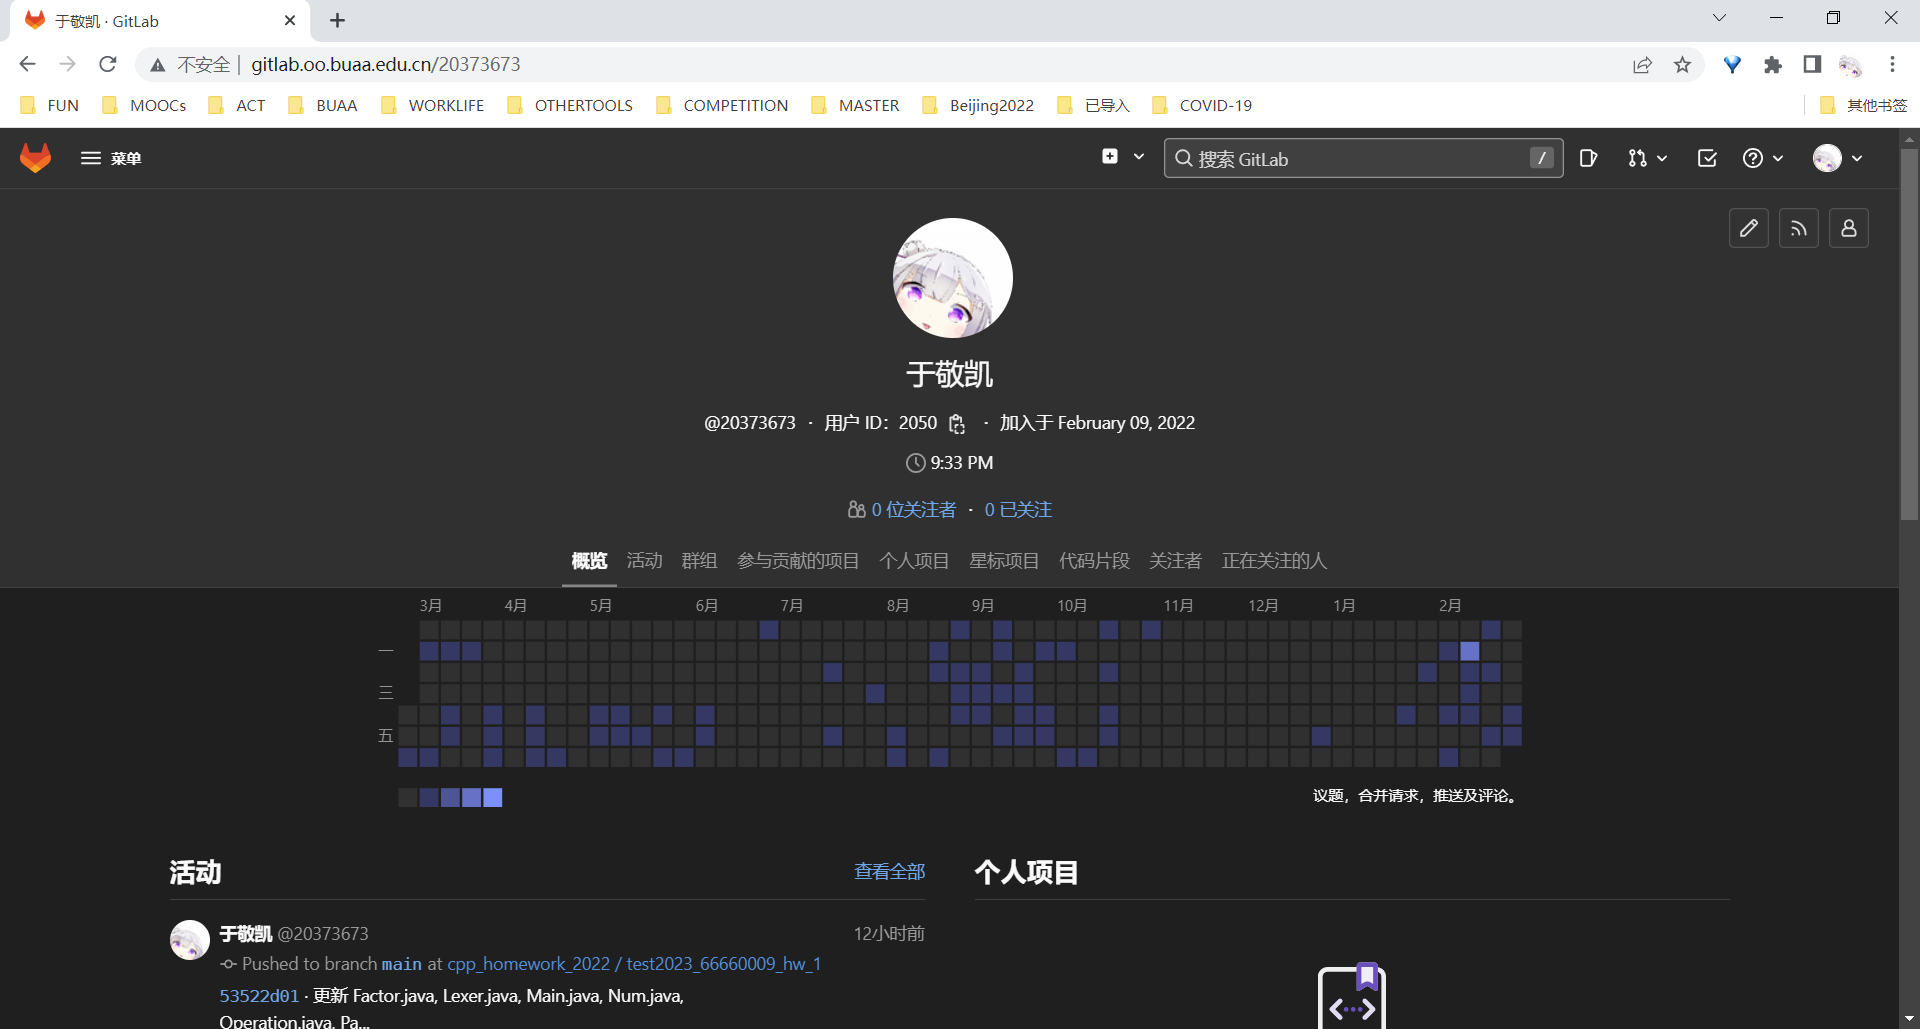 于敬凯 · GitLab
不安全 | gitlab.oo.buaa.edu.cn/20373673
FUN MOOCs ACT BUAA WORKLIFE OTHERTOOLS COMPETITION MASTER Beijing2022 已导入 COVID-19 其他书签
菜单 搜索 GitLab /
于敬凯
@20373673 · 用户 ID：2050 · 加入于 February 09, 2022
9:33 PM
0 位关注者 · 0 已关注
概览 活动 群组 参与贡献的项目 个人项目 星标项目 代码片段 关注者 正在关注的人
3月 4月 5月 6月 7月 8月 9月 10月 11月 12月 1月 2月
一
三
五
议题，合并请求，推送及评论。
活动 查看全部
个人项目
于敬凯 @20373673 12小时前
Pushed to branch main at cpp_homework_2022 / test2023_66660009_hw_1
53522d01 · 更新 Factor.java, Lexer.java, Main.java, Num.java,
Operation.java, Pa...